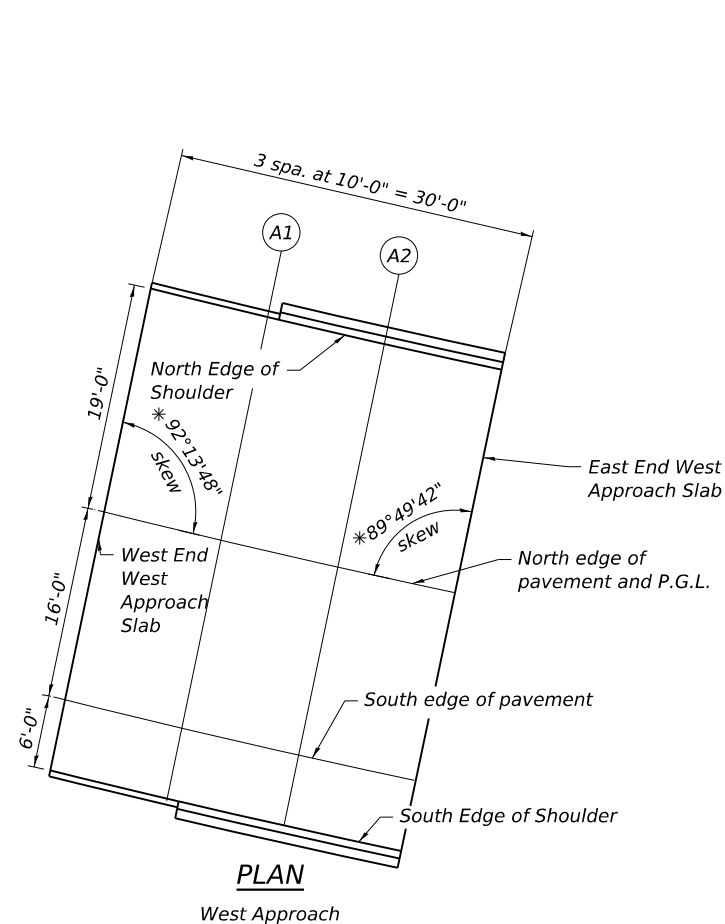 3 spa. at 10'-0" = 30'-0"
A1
A2
19'-0"
North Edge of
Shoulder
✳ 92°13'48"
skew
✳89°49'42"
skew
East End West
Approach Slab
West End
West
Approach
Slab
North edge of
pavement and P.G.L.
16'-0"
South edge of pavement
6'-0"
South Edge of Shoulder
PLAN
West Approach